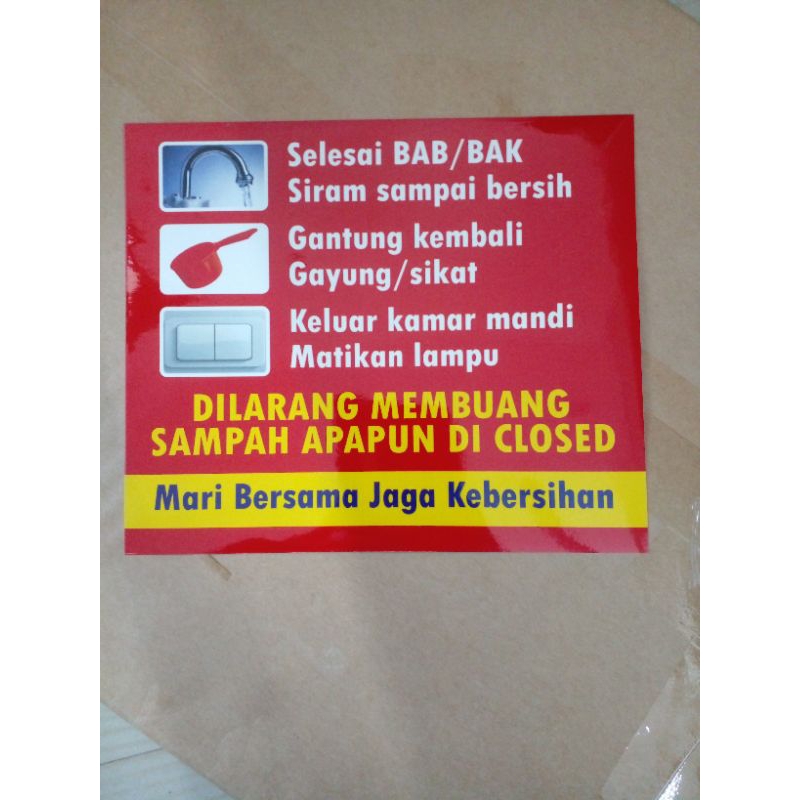 Selesai BAB/BAK
Siram sampai bersih
Gantung kembali
Gayung/sikat
Keluar kamar mandi
Matikan lampu
DILARANG MEMBUANG
SAMPAH APAPUN DI CLOSED
Mari Bersama Jaga Kebersihan